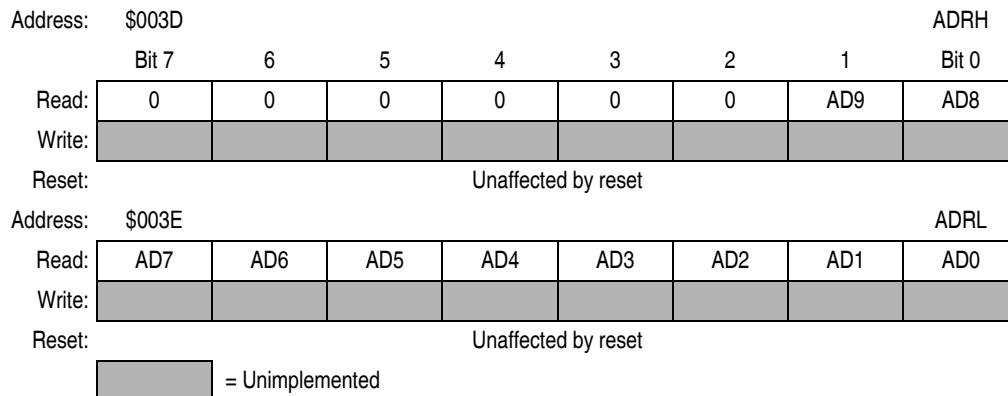 Address: $003D ADRH
Bit 7 6 5 4 3 2 1 Bit 0
Read: 0 0 0 0 0 0 AD9 AD8
Write:
Reset: Unaffected by reset
Address: $003E ADRL
Read: AD7 AD6 AD5 AD4 AD3 AD2 AD1 AD0
Write:
Reset: Unaffected by reset
= Unimplemented